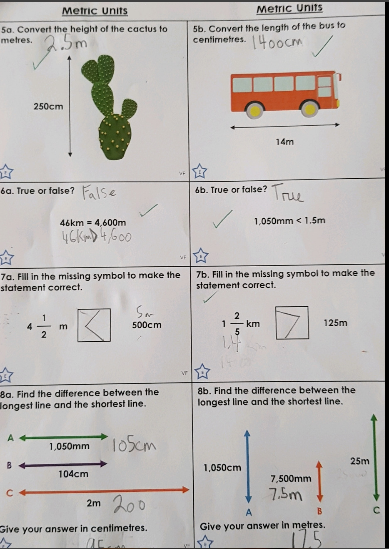 Metric Units
5a. Convert the height of the cactus to
metres. 2.5m
250cm
VF
Metric Units
5b. Convert the length of the bus to
centimetres. 1400cm
14m
6a. True or false? False
46km = 4,600m
46km > 4,600
VF
6b. True or false? True
1,050mm < 1.5m
7a. Fill in the missing symbol to make the
statement correct.
4 1/2 m < 500cm
5m
VF
7b. Fill in the missing symbol to make the
statement correct.
1 2/5 km > 125m
1.4
8a. Find the difference between the
longest line and the shortest line.
A
1,050mm 105cm
B
104cm
C
2m 200
Give your answer in centimetres.
8b. Find the difference between the
longest line and the shortest line.
1,050cm
7,500mm
7.5m
25m
A B C
Give your answer in metres.
17.5